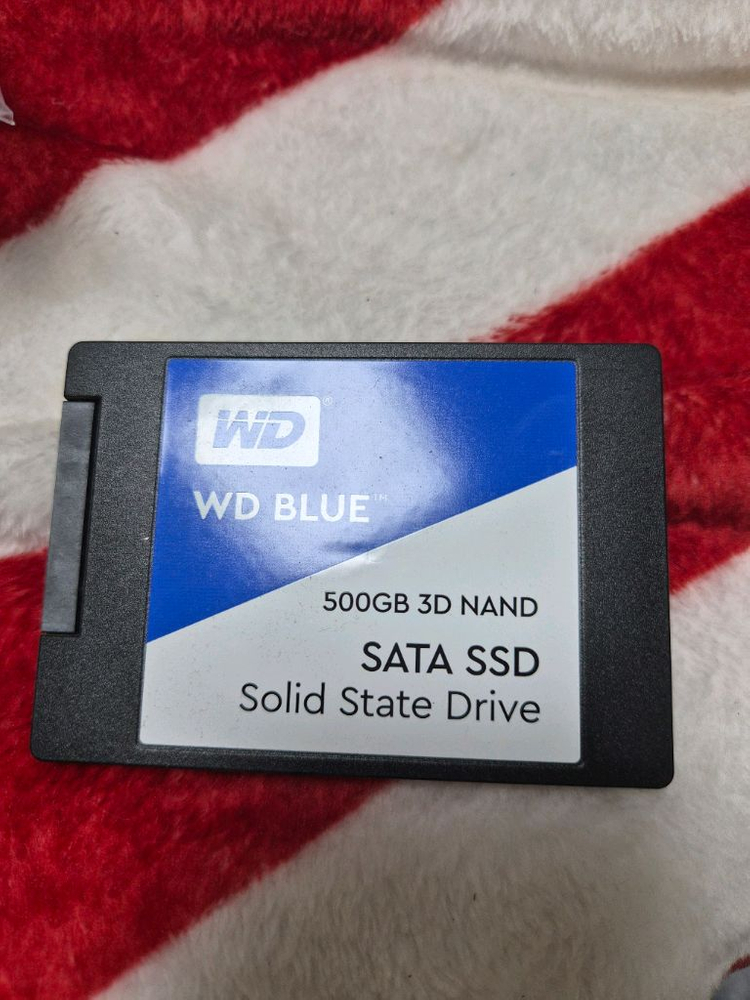 WD®
WD BLUE™
500GB 3D NAND
SATA SSD
Solid State Drive